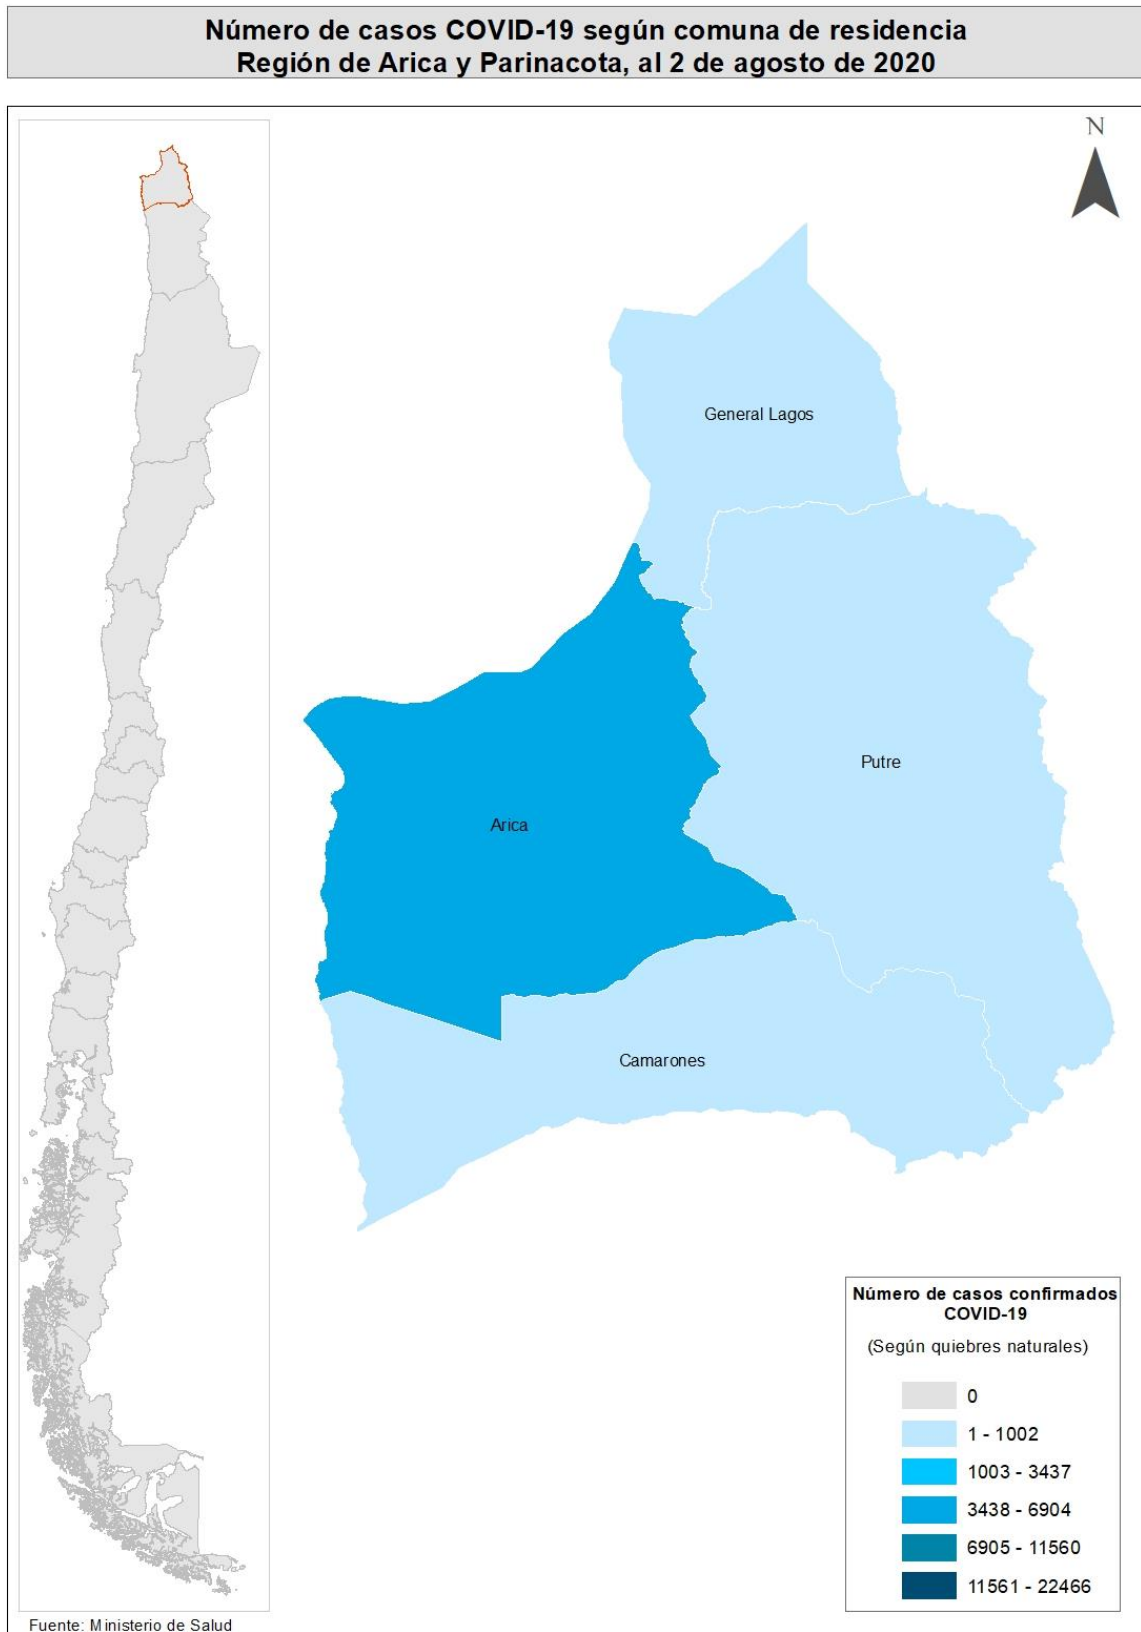 Número de casos COVID-19 según comuna de residencia
Región de Arica y Parinacota, al 2 de agosto de 2020
N
General Lagos
Putre
Arica
Camarones
Número de casos confirmados
COVID-19
(Según quiebres naturales)
0
1 - 1002
1003 - 3437
3438 - 6904
6905 - 11560
11561 - 22466
Fuente: Ministerio de Salud